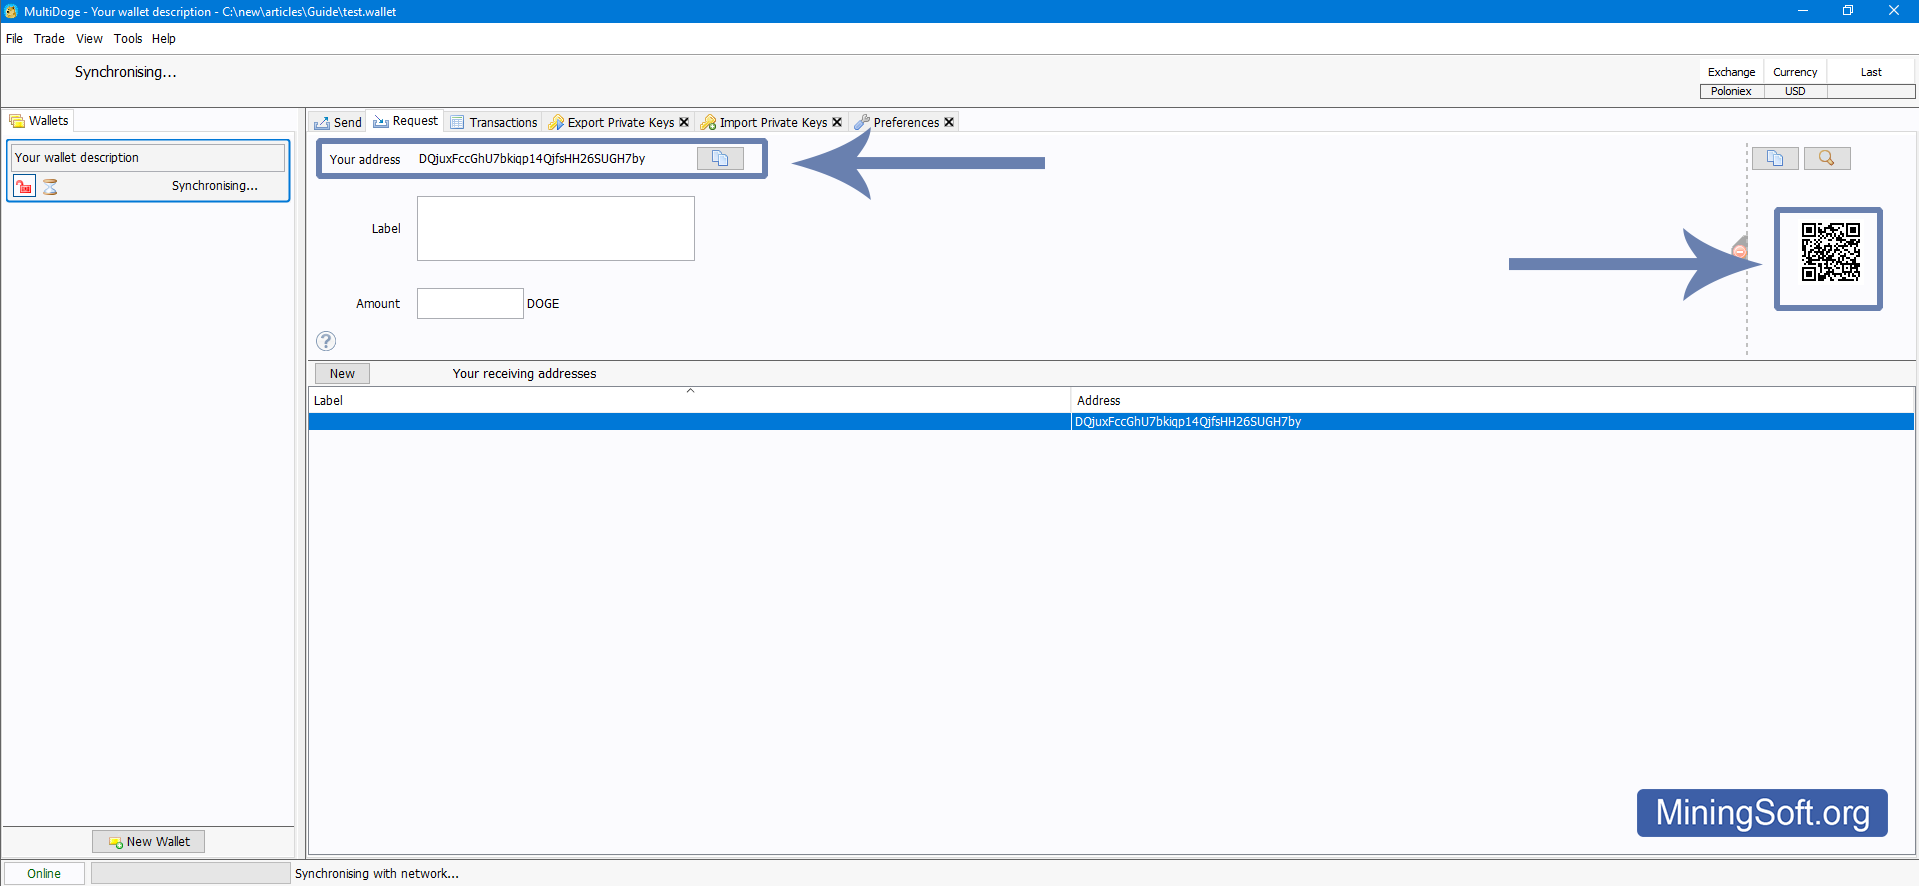 MultiDoge - Your wallet description - C:\new\articles\Guide\test.wallet
File Trade View Tools Help
Synchronising...
Exchange Currency Last
Poloniex USD
Wallets
Send Request Transactions Export Private Keys Import Private Keys Preferences
Your wallet description
Synchronising...
Your address DQjuxFccGhU7bkiqp14QjfsHH26SUGH7by
Label
Amount DOGE
?
New Your receiving addresses
Label Address
DQjuxFccGhU7bkiqp14QjfsHH26SUGH7by
MiningSoft.org
New Wallet
Online Synchronising with network...